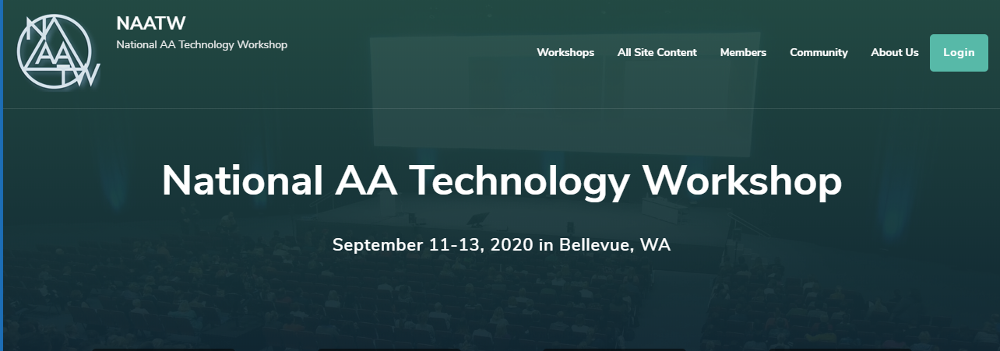 NAATW
National AA Technology Workshop
NAATW
Workshops All Site Content Members Community About Us Login
National AA Technology Workshop
September 11-13, 2020 in Bellevue, WA